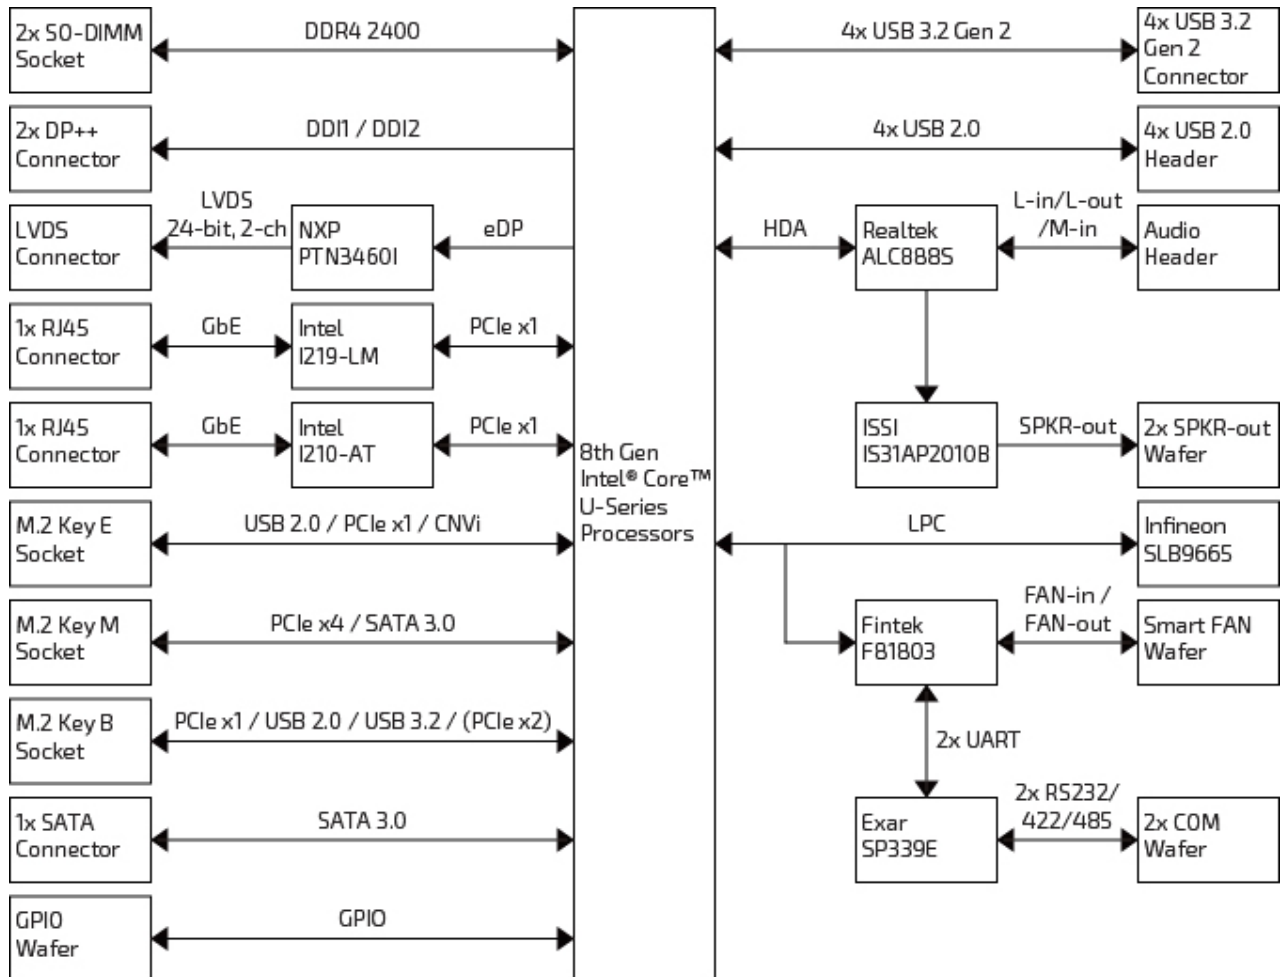 2x SO-DIMM
Socket
DDR4 2400
2x DP++
Connector
DDI1 / DDI2
LVDS
Connector
LVDS
24-bit, 2-ch
NXP
PTN3460I
eDP
1x RJ45
Connector
GbE
Intel
I219-LM
PCIe x1
1x RJ45
Connector
GbE
Intel
I210-AT
PCIe x1
M.2 Key E
Socket
USB 2.0 / PCIe x1 / CNVi
M.2 Key M
Socket
PCIe x4 / SATA 3.0
M.2 Key B
Socket
PCIe x1 / USB 2.0 / USB 3.2 / (PCIe x2)
1x SATA
Connector
SATA 3.0
GPIO
Wafer
GPIO
8th Gen
Intel® Core™
U-Series
Processors
4x USB 3.2 Gen 2
4x USB 3.2
Gen 2
Connector
4x USB 2.0
4x USB 2.0
Header
HDA
Realtek
ALC888S
L-in/L-out
/M-in
Audio
Header
ISSI
IS31AP2010B
SPKR-out
2x SPKR-out
Wafer
LPC
Infineon
SLB9665
Fintek
F81803
FAN-in /
FAN-out
Smart FAN
Wafer
2x UART
Exar
SP339E
2x RS232/
422/485
2x COM
Wafer